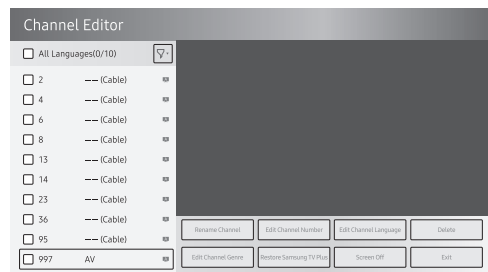 Channel Editor
All Languages(0/10)
2 —— (Cable)
4 —— (Cable)
6 —— (Cable)
8 —— (Cable)
13 —— (Cable)
14 —— (Cable)
23 —— (Cable)
36 —— (Cable)
95 —— (Cable)
997 AV
Rename Channel Edit Channel Number Edit Channel Language Delete
Edit Channel Genre Restore Samsung TV Plus Screen Off Exit